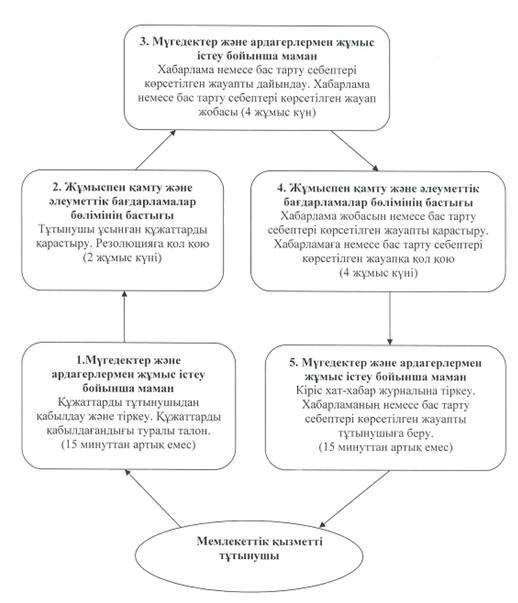 3. Мүгедектер және ардагерлермен жұмыс
істеу бойынша маман
Хабарлама немесе бас тарту себептері
көрсетілген жауапты дайындау. Хабарлама
немесе бас тарту себептері көрсетілген жауап
жобасы (4 жұмыс күн)
2. Жұмыспен қамту және
әлеуметтік бағдарламалар
бөлімінің бастығы
Тұтынушы ұсынған құжаттарды
қарастыру. Резолюцияға қол қою
(2 жұмыс күні)
4. Жұмыспен қамту және әлеуметтік
бағдарламалар бөлімінің бастығы
Хабарлама жобасын немесе бас тарту
себептері көрсетілген жауапты қарастыру.
Хабарламаға немесе бас тарту себептері
көрсетілген жауапқа қол қою
(4 жұмыс күні)
1.Мүгедектер және
ардагерлермен жұмыс істеу
бойынша маман
Құжаттарды тұтынушыдан
қабылдау және тіркеу. Құжаттарды
қабылдағандығы туралы талон.
(15 минуттан артық емес)
5. Мүгедектер және ардагерлермен
жұмыс істеу бойынша маман
Кіріс хат-хабар журналына тіркеу.
Хабарламаның немесе бас тарту
себептері көрсетілген жауапты
тұтынушыға беру.
(15 минуттан артық емес)
Мемлекеттік қызметті
тұтынушы